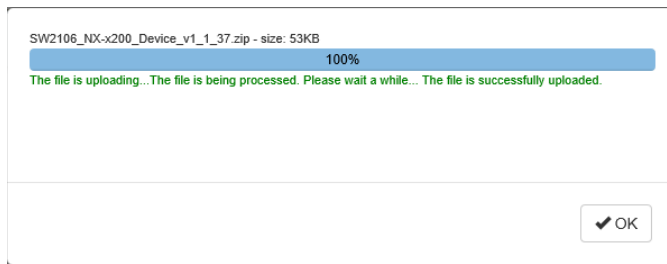 SW2106_NX-x200_Device_v1_1_37.zip - size: 53KB
100%
The file is uploading...The file is being processed. Please wait a while... The file is successfully uploaded.
OK